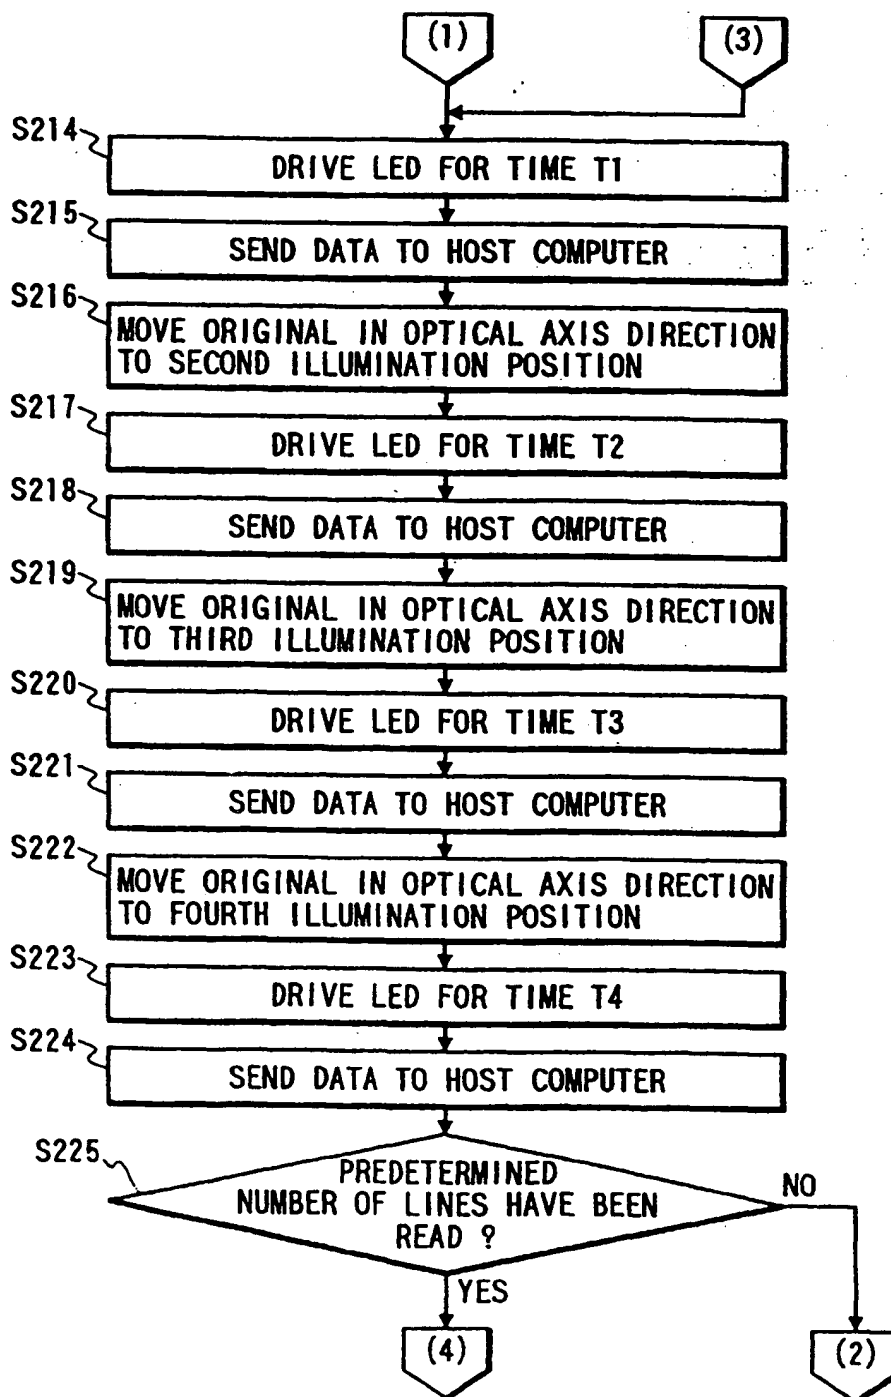 (1)
(3)
S214
DRIVE LED FOR TIME T1
S215
SEND DATA TO HOST COMPUTER
S216
MOVE ORIGINAL IN OPTICAL AXIS DIRECTION
TO SECOND ILLUMINATION POSITION
S217
DRIVE LED FOR TIME T2
S218
SEND DATA TO HOST COMPUTER
S219
MOVE ORIGINAL IN OPTICAL AXIS DIRECTION
TO THIRD ILLUMINATION POSITION
S220
DRIVE LED FOR TIME T3
S221
SEND DATA TO HOST COMPUTER
S222
MOVE ORIGINAL IN OPTICAL AXIS DIRECTION
TO FOURTH ILLUMINATION POSITION
S223
DRIVE LED FOR TIME T4
S224
SEND DATA TO HOST COMPUTER
S225
PREDETERMINED
NUMBER OF LINES HAVE BEEN
READ ?
NO
YES
(4)
(2)